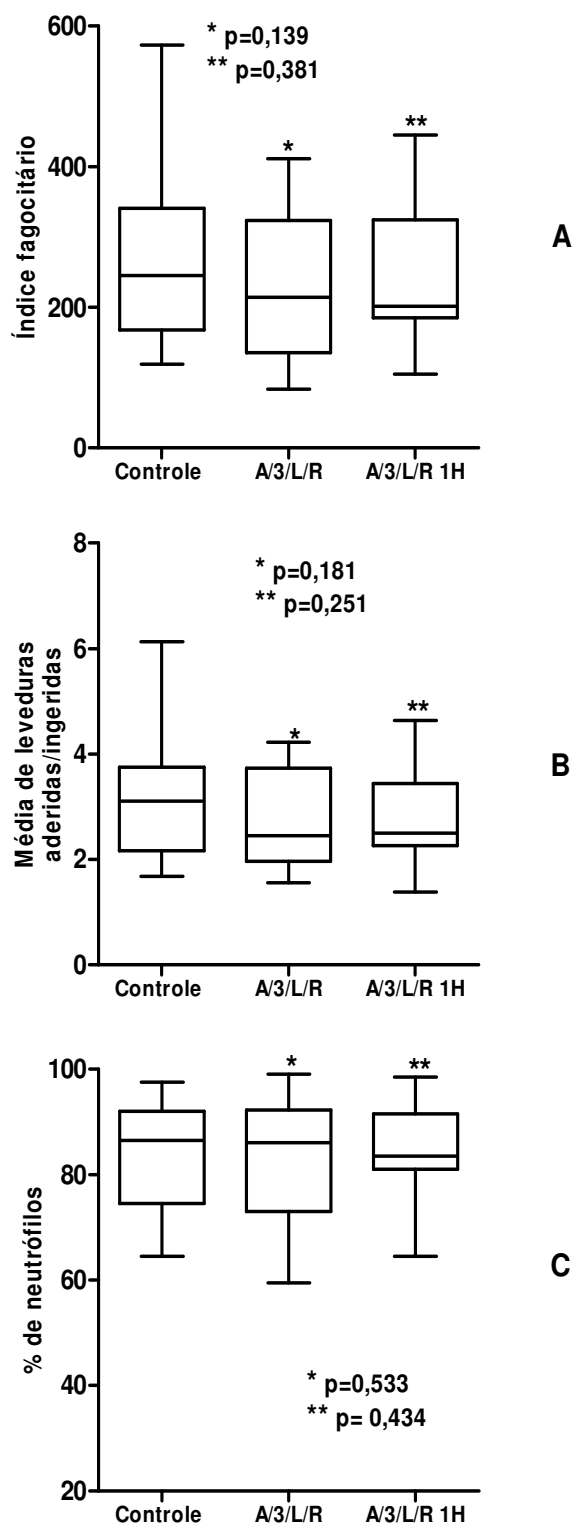 600
400
200
0
Índice fagocitário
* p=0,139
** p=0,381
*
**
Controle
A/3/L/R
A/3/L/R 1H
A
8
6
4
2
0
Média de leveduras
aderidas/ingeridas
* p=0,181
** p=0,251
*
**
Controle
A/3/L/R
A/3/L/R 1H
B
100
80
60
40
20
% de neutrófilos
*
**
* p=0,533
** p= 0,434
Controle
A/3/L/R
A/3/L/R 1H
C